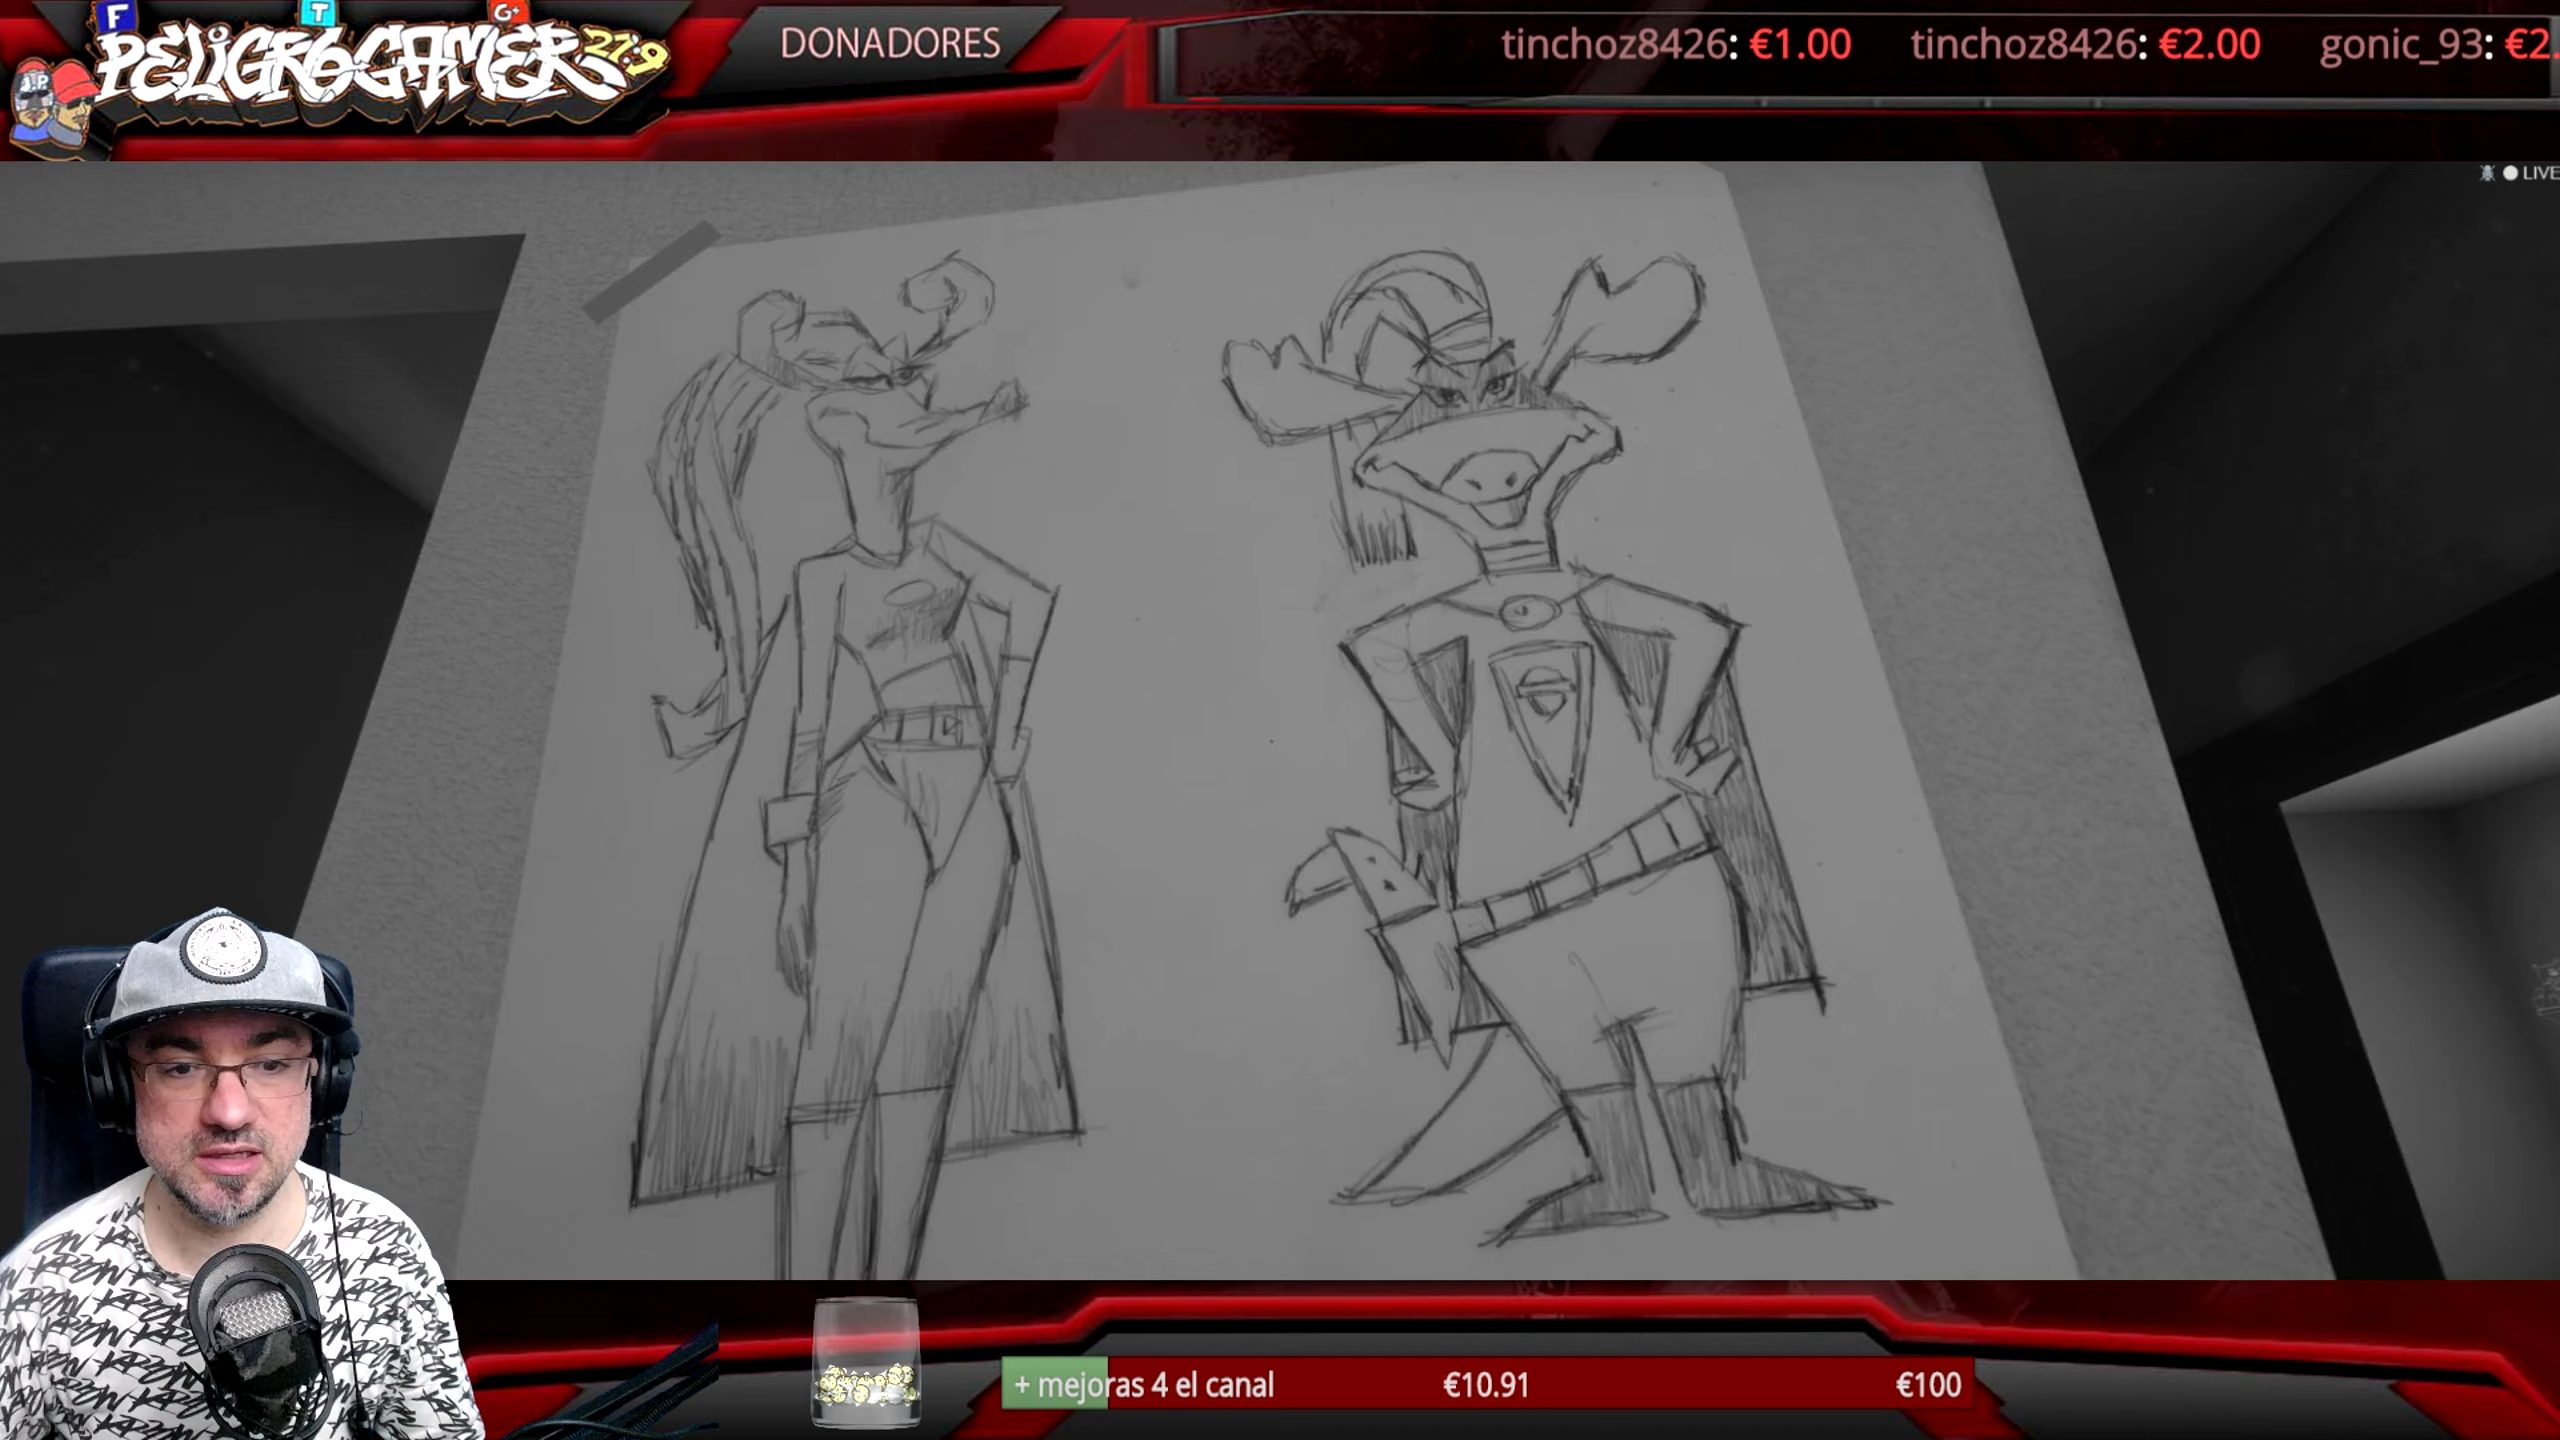 F T G+
PELIGROGAMER 27:9
J.P
DONADORES
tinchoz8426: €1.00 tinchoz8426: €2.00 gonic_93: €2.
LIVE
+ mejoras 4 el canal €10.91 €100